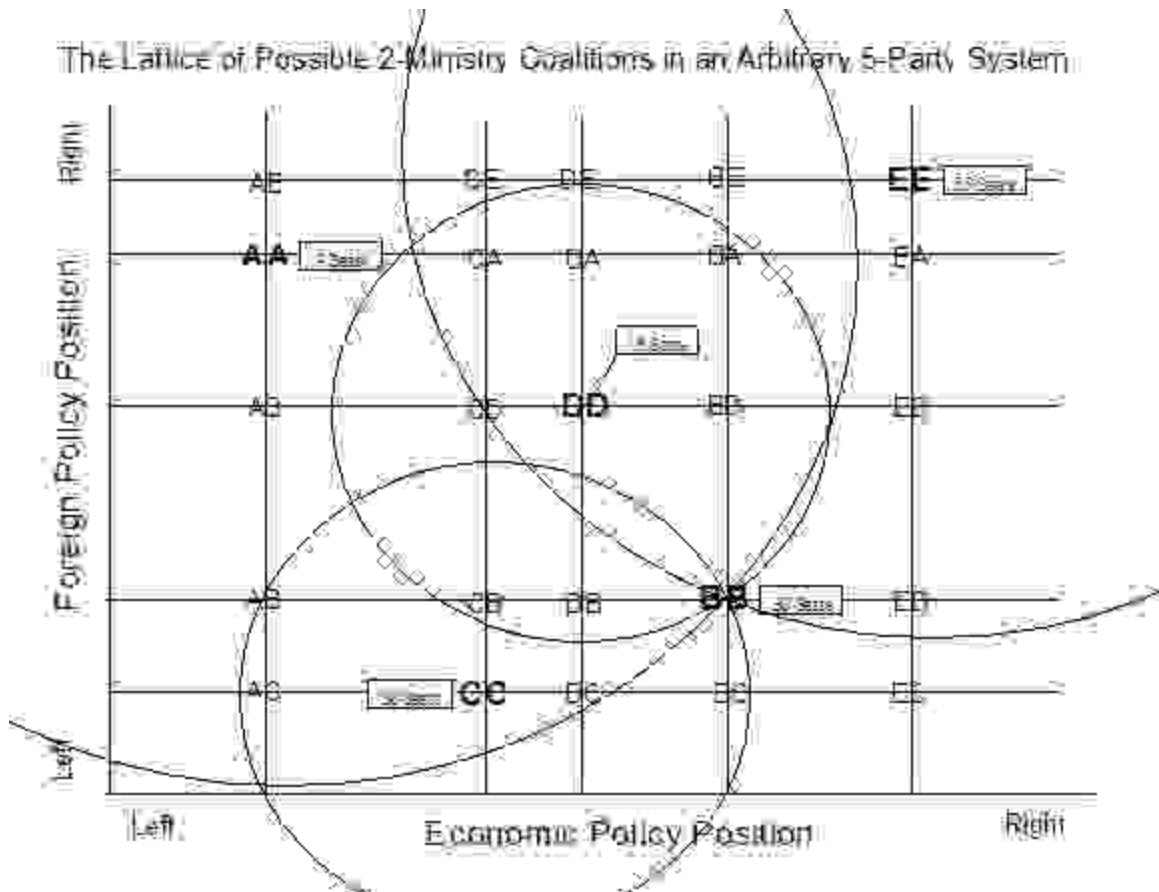 The Lattice of Possible 2-Ministry Coalitions in an Arbitrary 5-Party System
Right
AE CE DE BE EE
AA CA DA BA EA
Foreign Policy Position
AD CD DD BD ED
AB CB DB BB EB
AC CC DC BC EC
Left
Left Economic Policy Position Right